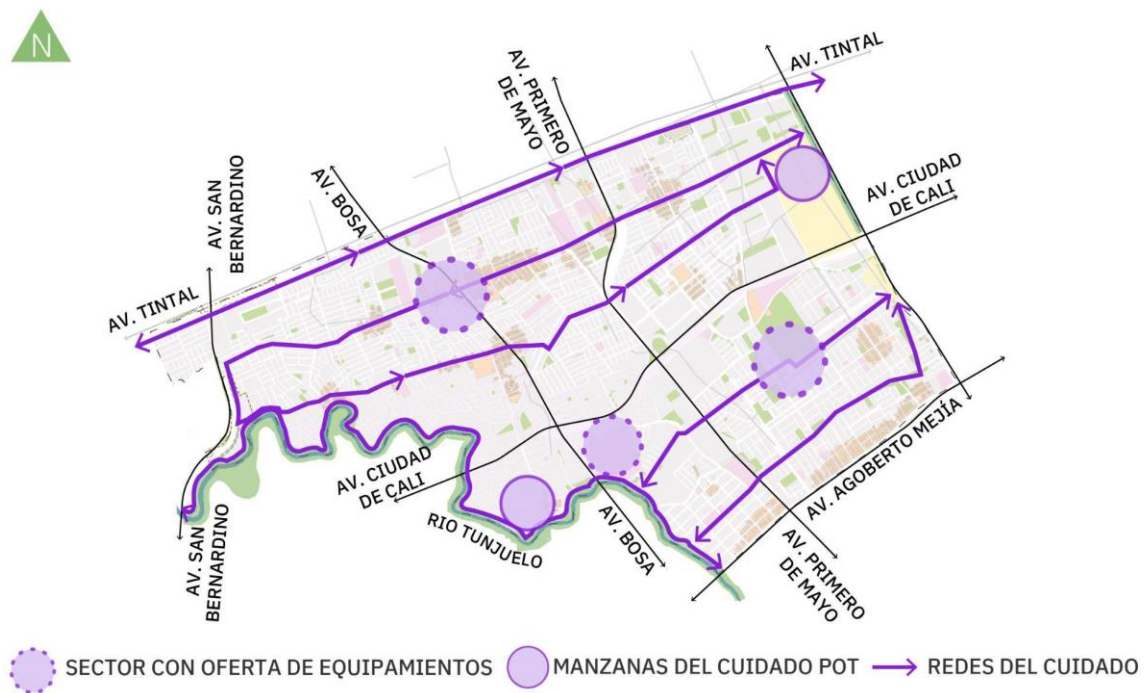 N
AV. TINTAL
AV. PRIMERO
DE MAYO
AV. SAN
BERNARDINO
AV. BOSA
AV. CIUDAD
DE CALI
AV. TINTAL
AV. CIUDAD
DE CALI
RIO TUNJUELO
AV. SAN
BERNARDINO
AV. BOSA
AV. AGOBERTO MEJÍA
AV. PRIMERO
DE MAYO
SECTOR CON OFERTA DE EQUIPAMIENTOS
MANZANAS DEL CUIDADO POT
REDES DEL CUIDADO